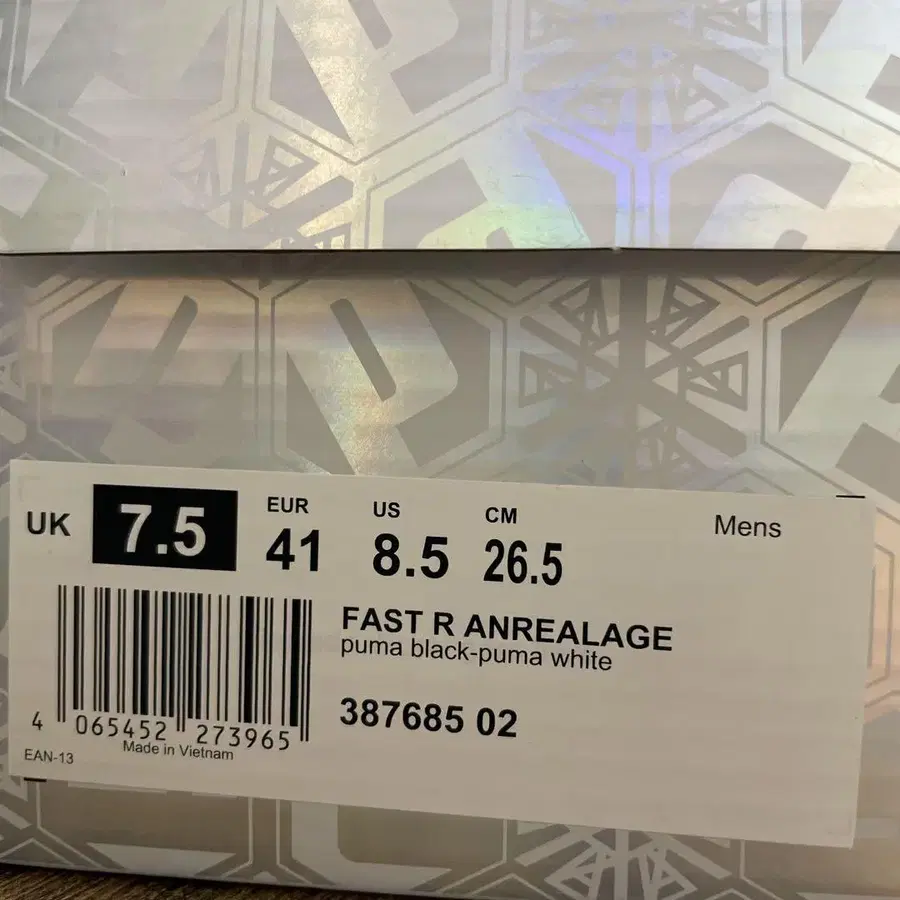 UK 7.5 EUR 41 US 8.5 CM 26.5 Mens
FAST R ANREALAGE
puma black-puma white
387685 02
4 065452 273965
Made in Vietnam
EAN-13